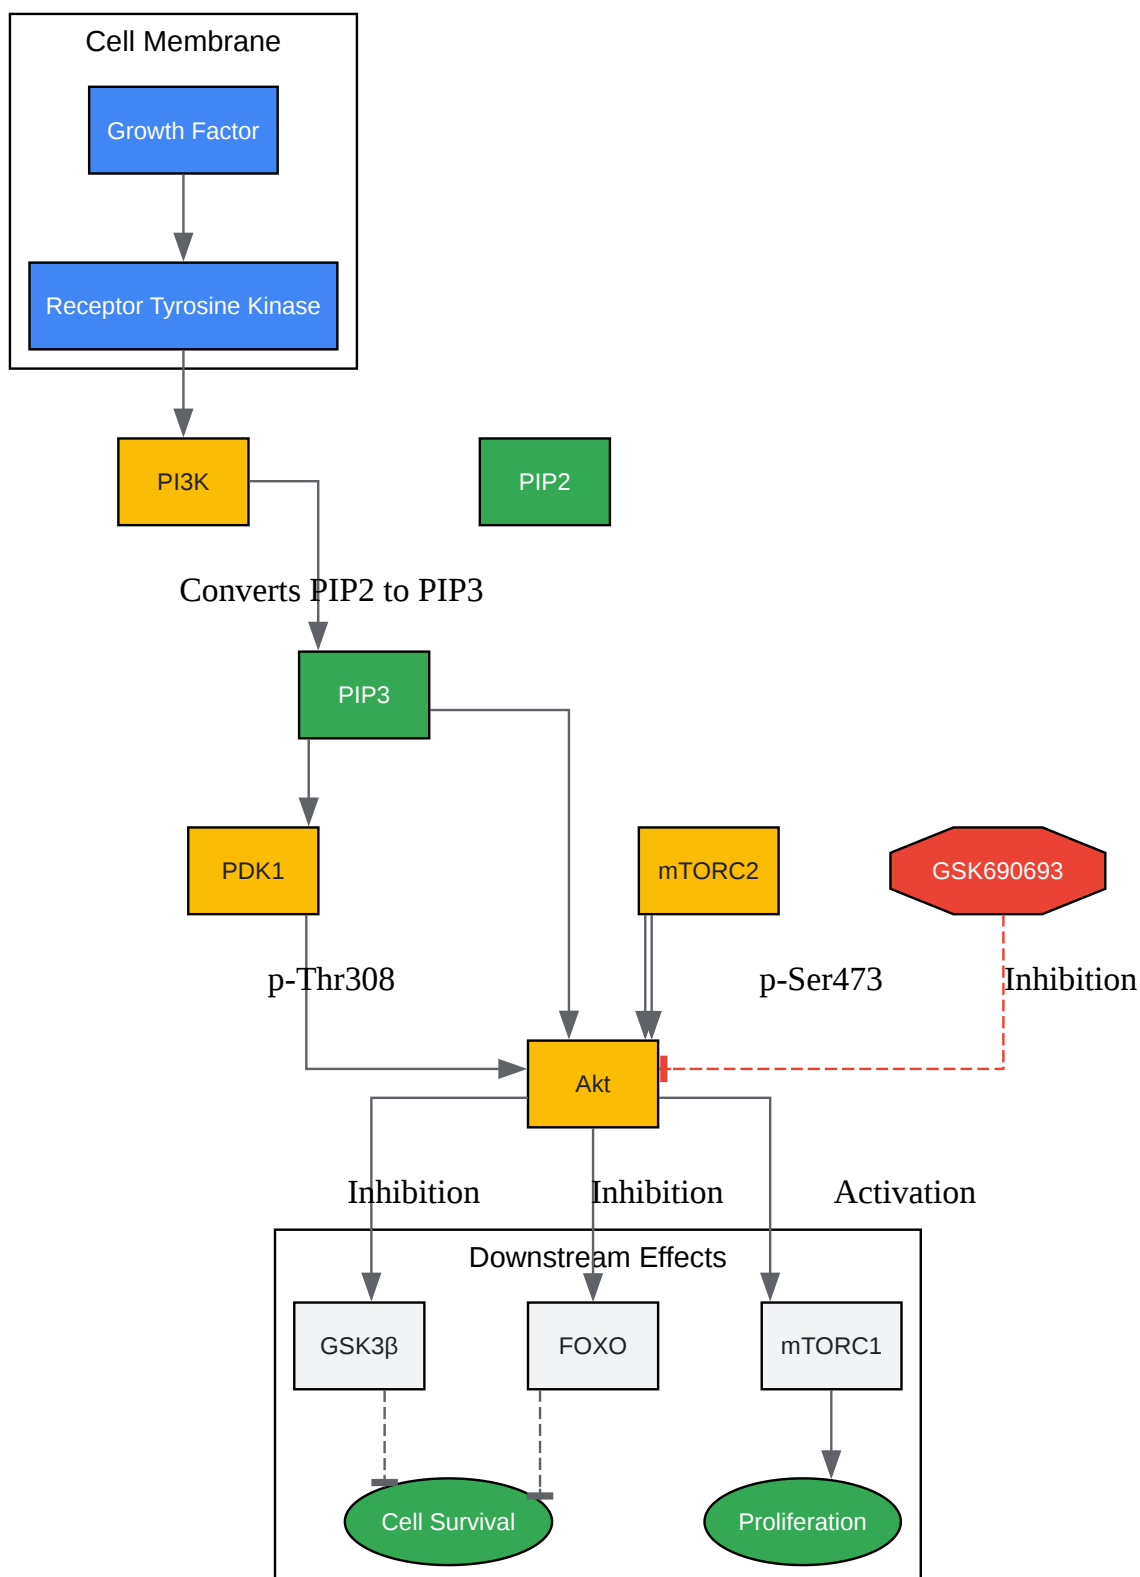 Cell Membrane
Growth Factor
Receptor Tyrosine Kinase
PI3K
PIP2
Converts PIP2 to PIP3
PIP3
PDK1
mTORC2
GSK690693
p-Thr308
p-Ser473
Inhibition
Akt
Inhibition
Inhibition
Activation
Downstream Effects
GSK3β
FOXO
mTORC1
Cell Survival
Proliferation